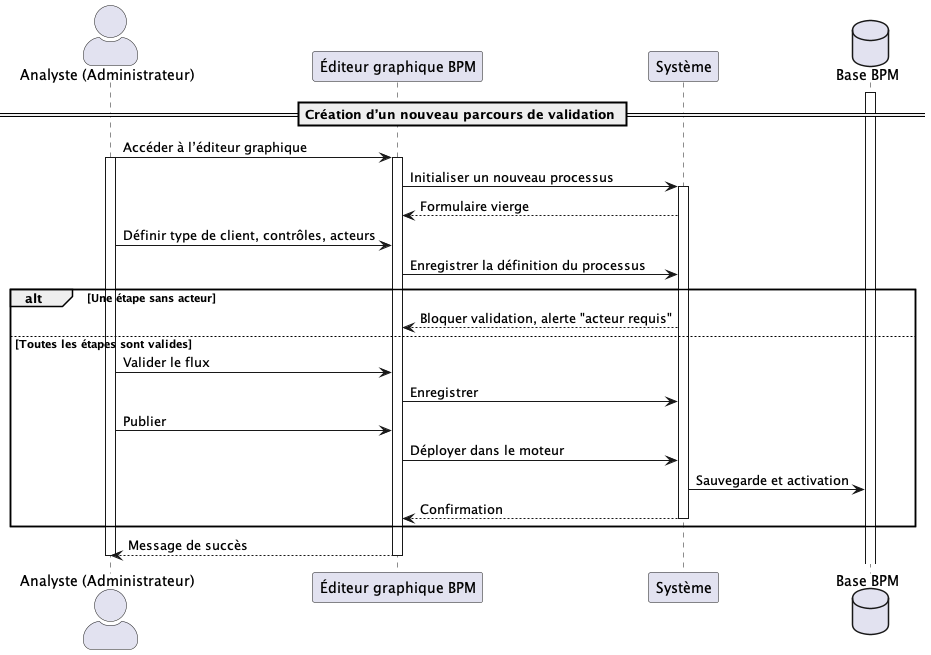 Analyste (Administrateur)
Éditeur graphique BPM
Système
Base BPM
Création d'un nouveau parcours de validation
Accéder à l'éditeur graphique
Initialiser un nouveau processus
Formulaire vierge
Définir type de client, contrôles, acteurs
Enregistrer la définition du processus
alt
[Une étape sans acteur]
Bloquer validation, alerte "acteur requis"
[Toutes les étapes sont valides]
Valider le flux
Enregistrer
Publier
Déployer dans le moteur
Sauvegarde et activation
Confirmation
Message de succès
Analyste (Administrateur)
Éditeur graphique BPM
Système
Base BPM